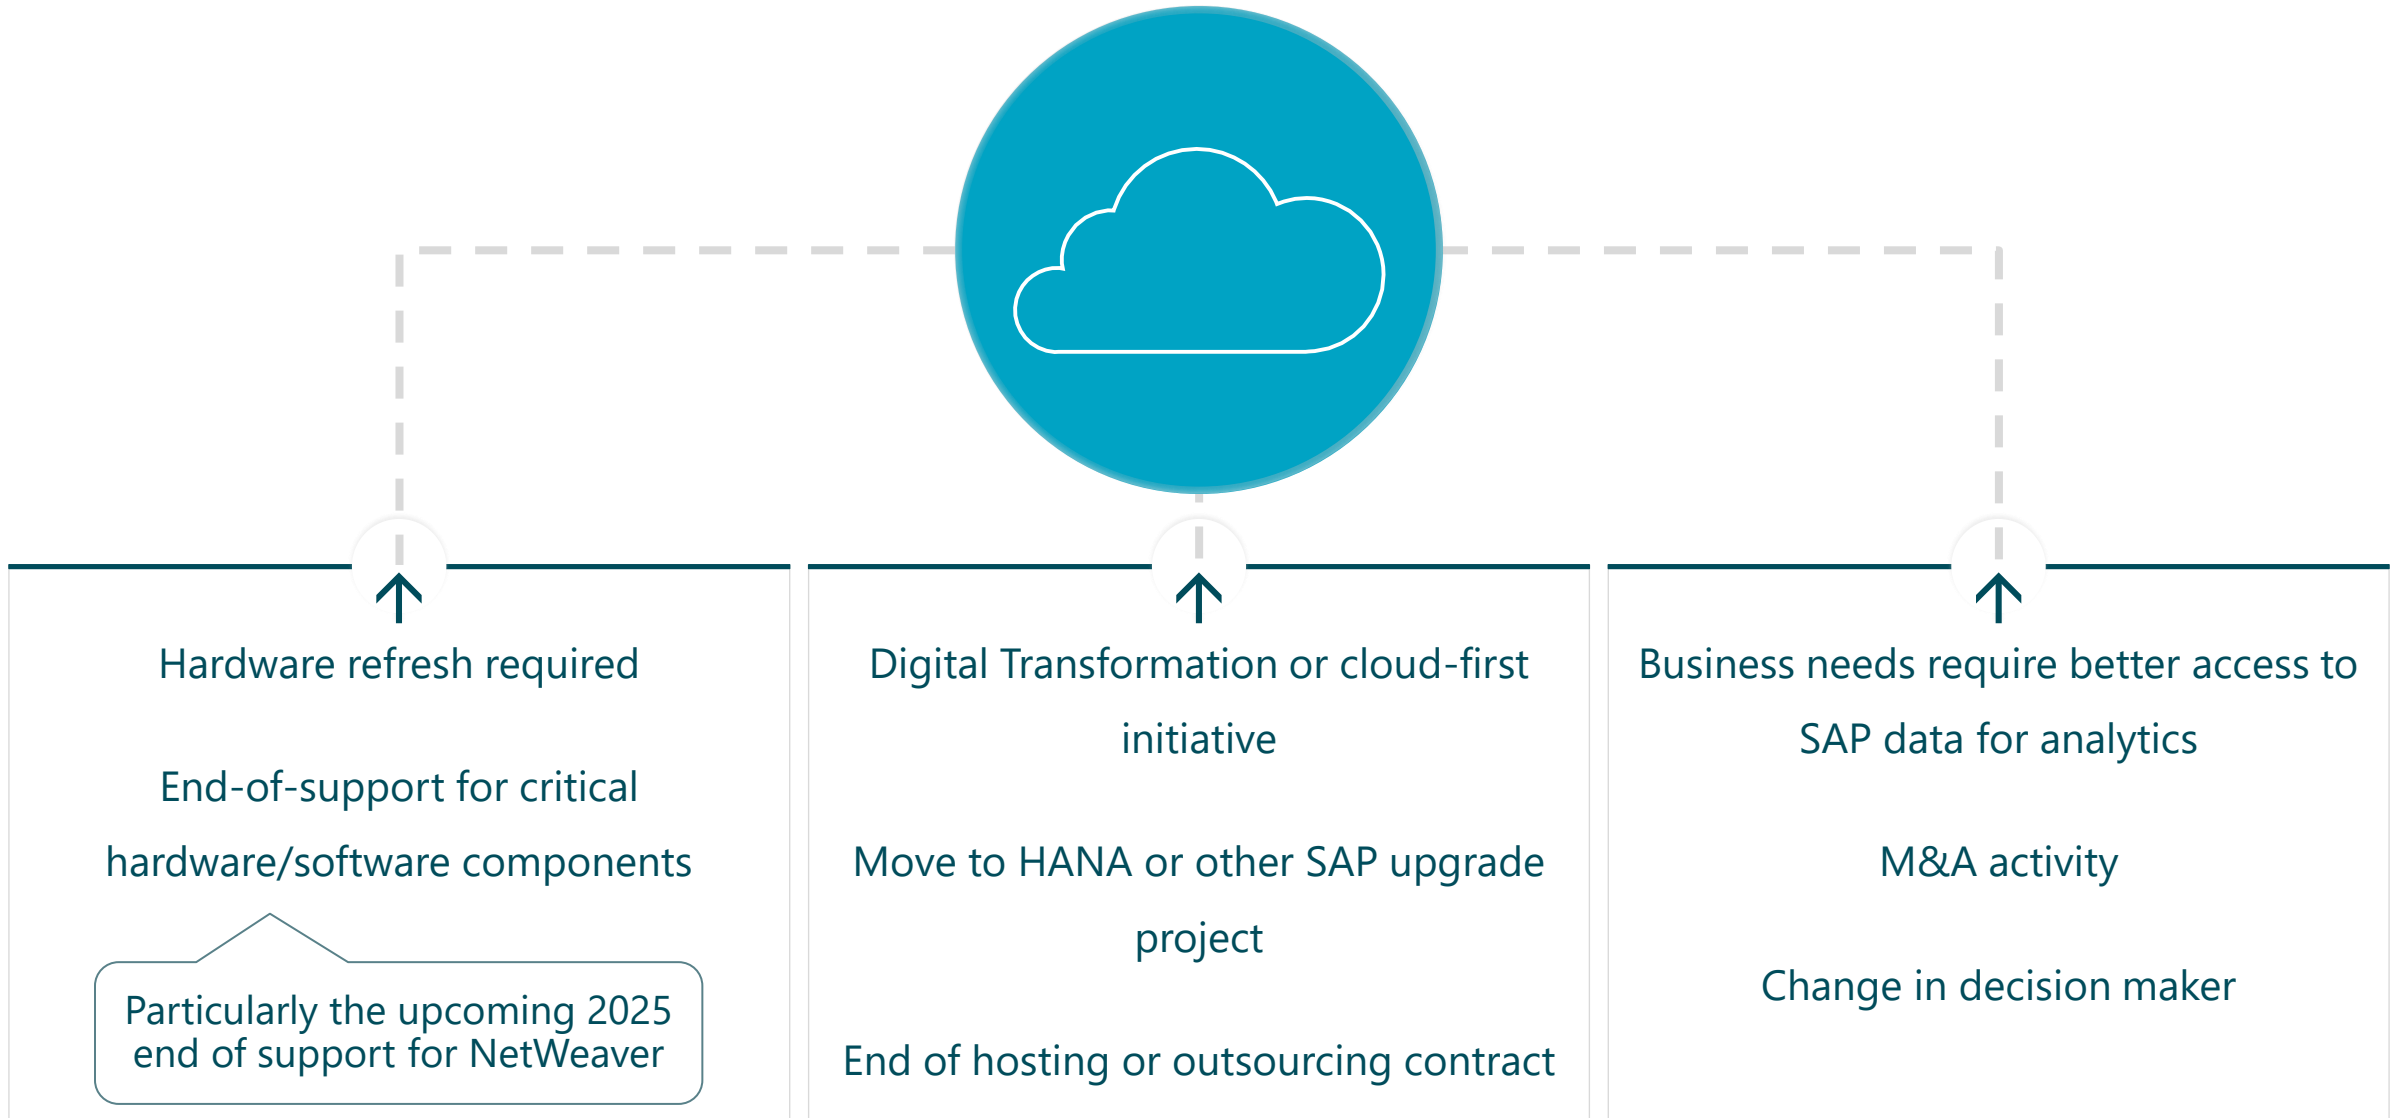 Hardware refresh required
End-of-support for critical
hardware/software components
Particularly the upcoming 2025
end of support for NetWeaver
Digital Transformation or cloud-first
initiative
Move to HANA or other SAP upgrade
project
End of hosting or outsourcing contract
Business needs require better access to
SAP data for analytics
M&A activity
Change in decision maker